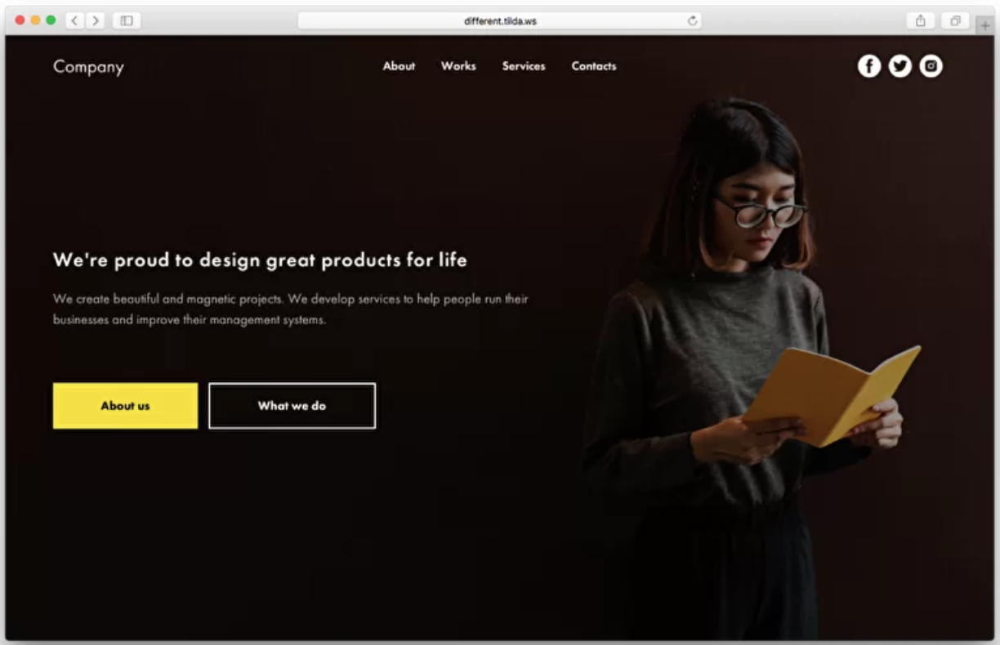 different.tilda.ws
Company
About Works Services Contacts
We're proud to design great products for life
We create beautiful and magnetic projects. We develop services to help people run their
businesses and improve their management systems.
About us What we do